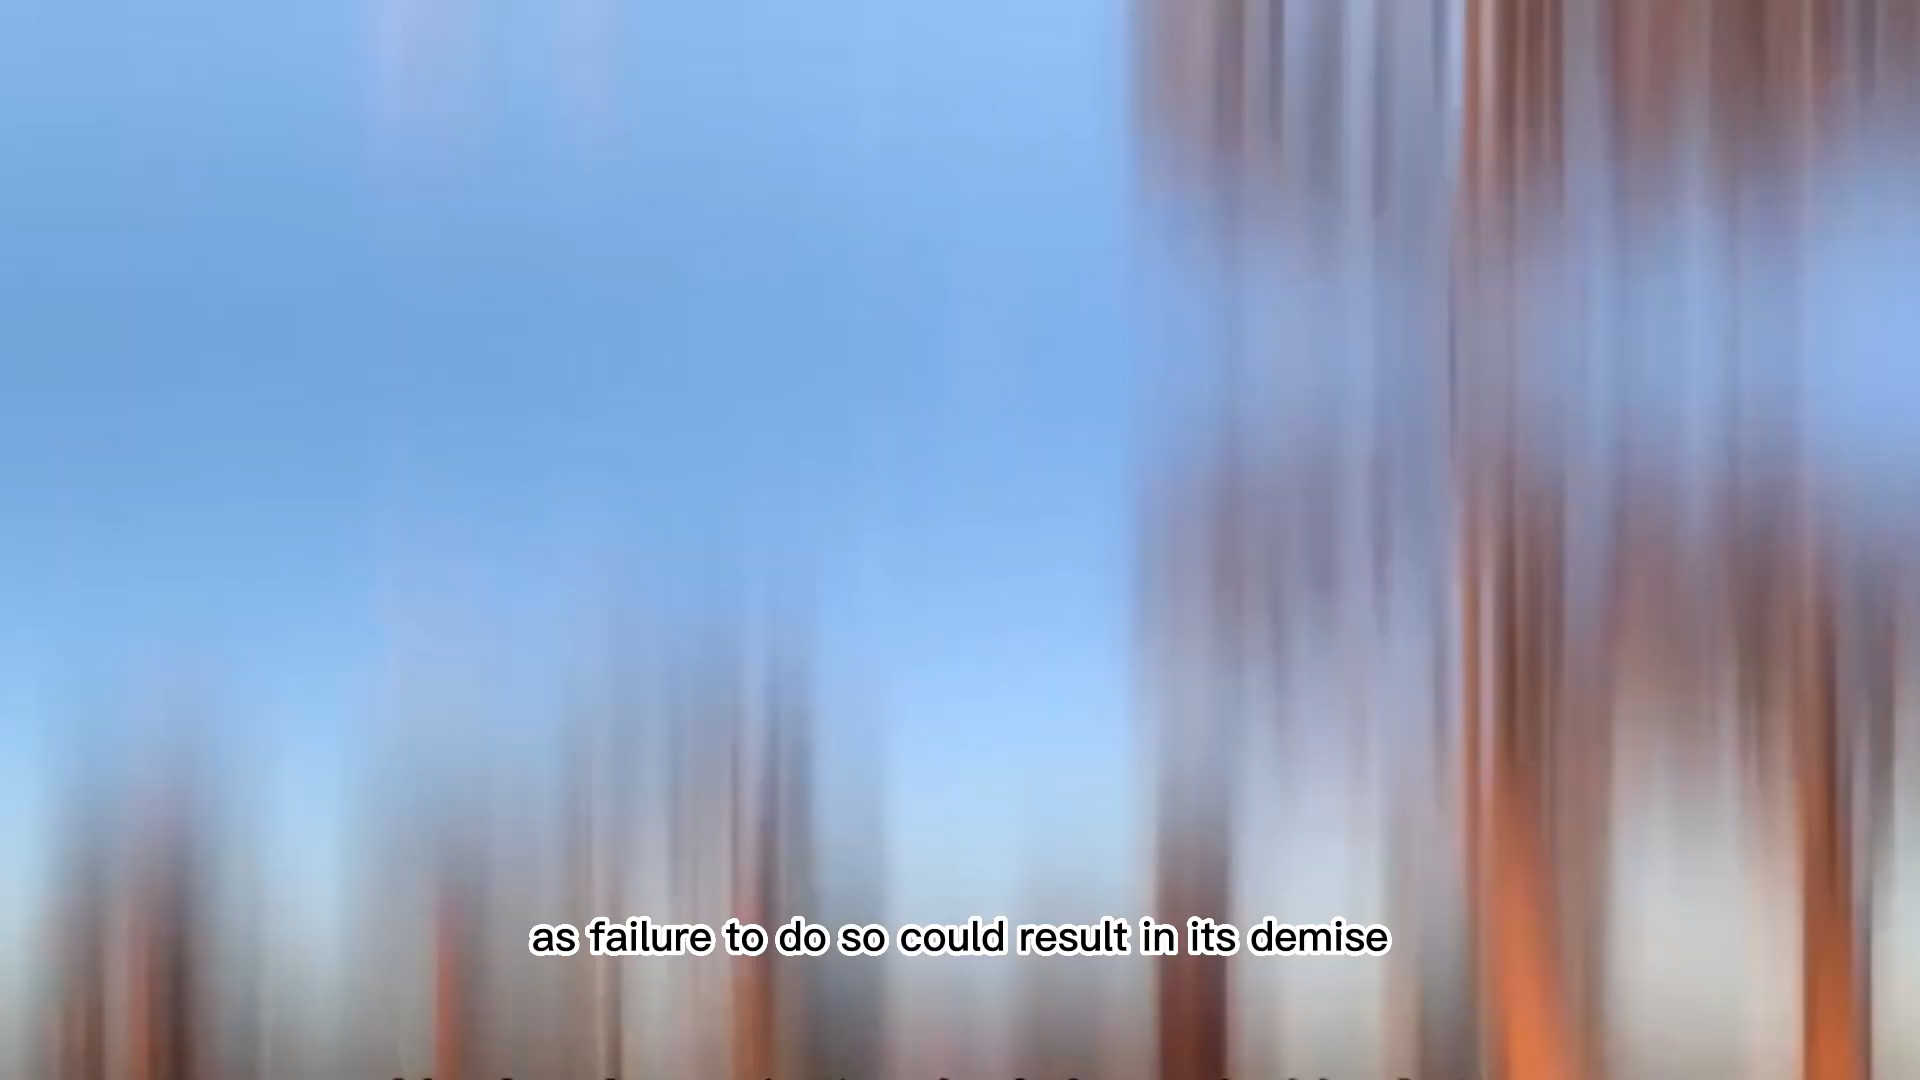 as failure to do so could result in its demise